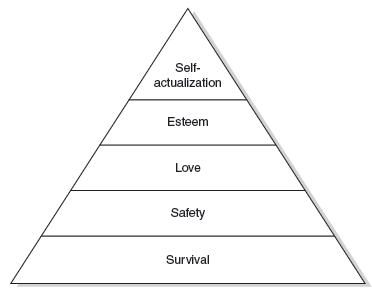 Self-
actualization
Esteem
Love
Safety
Survival